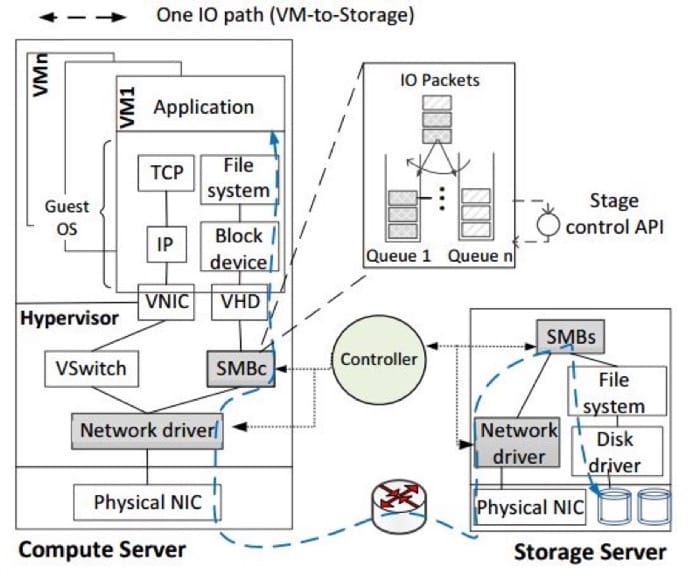 One IO path (VM-to-Storage)
VMn
VM1
Application
TCP
File
system
Guest
OS
IP
Block
device
VNIC
VHD
Hypervisor
VSwitch
SMBc
Network driver
Physical NIC
Compute Server
IO Packets
Queue 1
Queue n
Stage
control API
Controller
SMBs
File
system
Network
driver
Disk
driver
Physical NIC
Storage Server